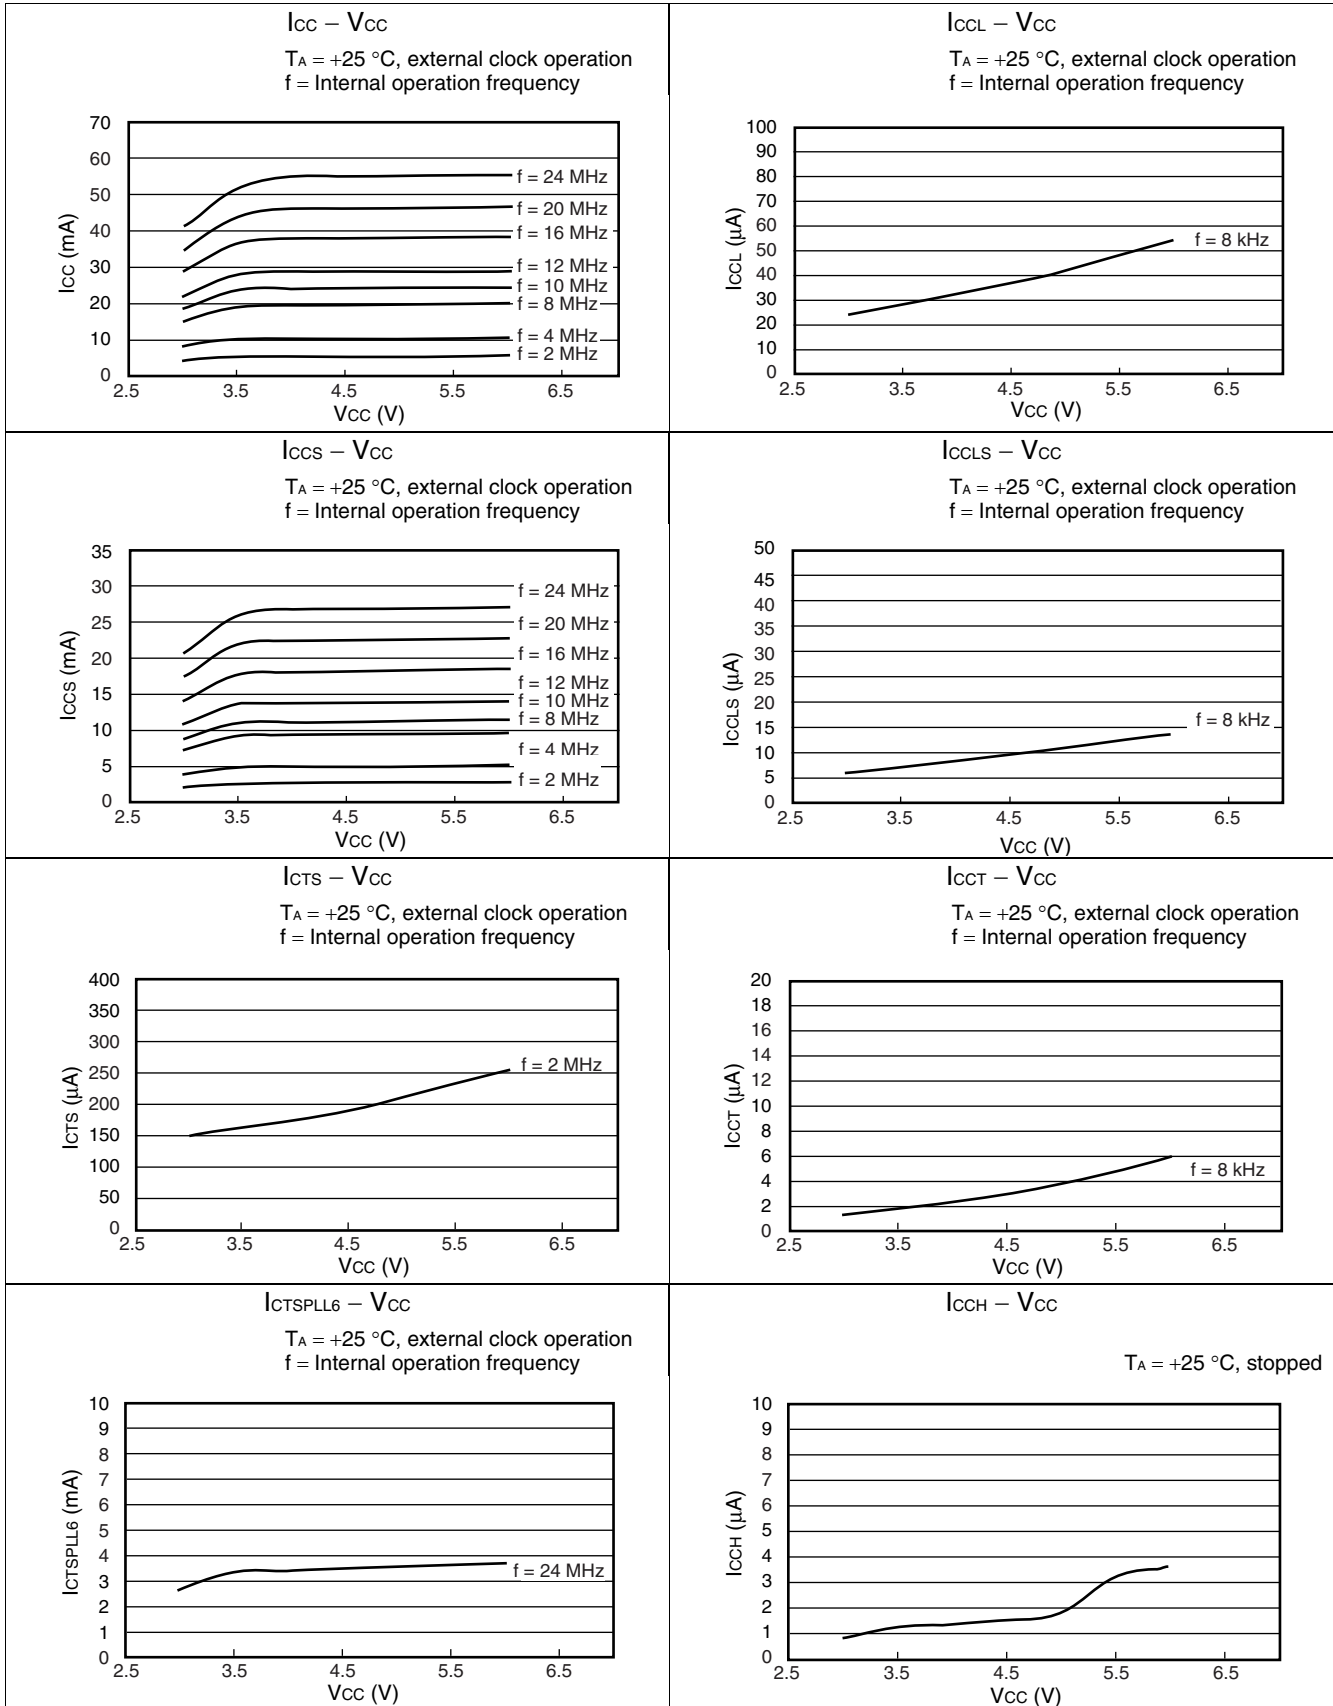 ICC – VCC
TA = +25 °C, external clock operation
f = Internal operation frequency
70
60
50
40
30
20
10
0
ICC (mA)
f = 24 MHz
f = 20 MHz
f = 16 MHz
f = 12 MHz
f = 10 MHz
f = 8 MHz
f = 4 MHz
f = 2 MHz
2.5 3.5 4.5 5.5 6.5
VCC (V)
ICCL – VCC
TA = +25 °C, external clock operation
f = Internal operation frequency
100
90
80
70
60
50
40
30
20
10
0
ICCL (μA)
f = 8 kHz
2.5 3.5 4.5 5.5 6.5
VCC (V)
ICCS – VCC
TA = +25 °C, external clock operation
f = Internal operation frequency
35
30
25
20
15
10
5
0
ICCS (mA)
f = 24 MHz
f = 20 MHz
f = 16 MHz
f = 12 MHz
f = 10 MHz
f = 8 MHz
f = 4 MHz
f = 2 MHz
2.5 3.5 4.5 5.5 6.5
VCC (V)
ICCLS – VCC
TA = +25 °C, external clock operation
f = Internal operation frequency
50
45
40
35
30
25
20
15
10
5
0
ICCLS (μA)
f = 8 kHz
2.5 3.5 4.5 5.5 6.5
VCC (V)
ICTS – VCC
TA = +25 °C, external clock operation
f = Internal operation frequency
400
350
300
250
200
150
100
50
0
ICTS (μA)
f = 2 MHz
2.5 3.5 4.5 5.5 6.5
VCC (V)
ICCT – VCC
TA = +25 °C, external clock operation
f = Internal operation frequency
20
18
16
14
12
10
8
6
4
2
0
ICCT (μA)
f = 8 kHz
2.5 3.5 4.5 5.5 6.5
VCC (V)
ICTSPLL6 – VCC
TA = +25 °C, external clock operation
f = Internal operation frequency
10
9
8
7
6
5
4
3
2
1
0
ICTSPLL6 (mA)
f = 24 MHz
2.5 3.5 4.5 5.5 6.5
VCC (V)
ICCH – VCC
TA = +25 °C, stopped
10
9
8
7
6
5
4
3
2
1
0
ICCH (μA)
2.5 3.5 4.5 5.5 6.5
VCC (V)